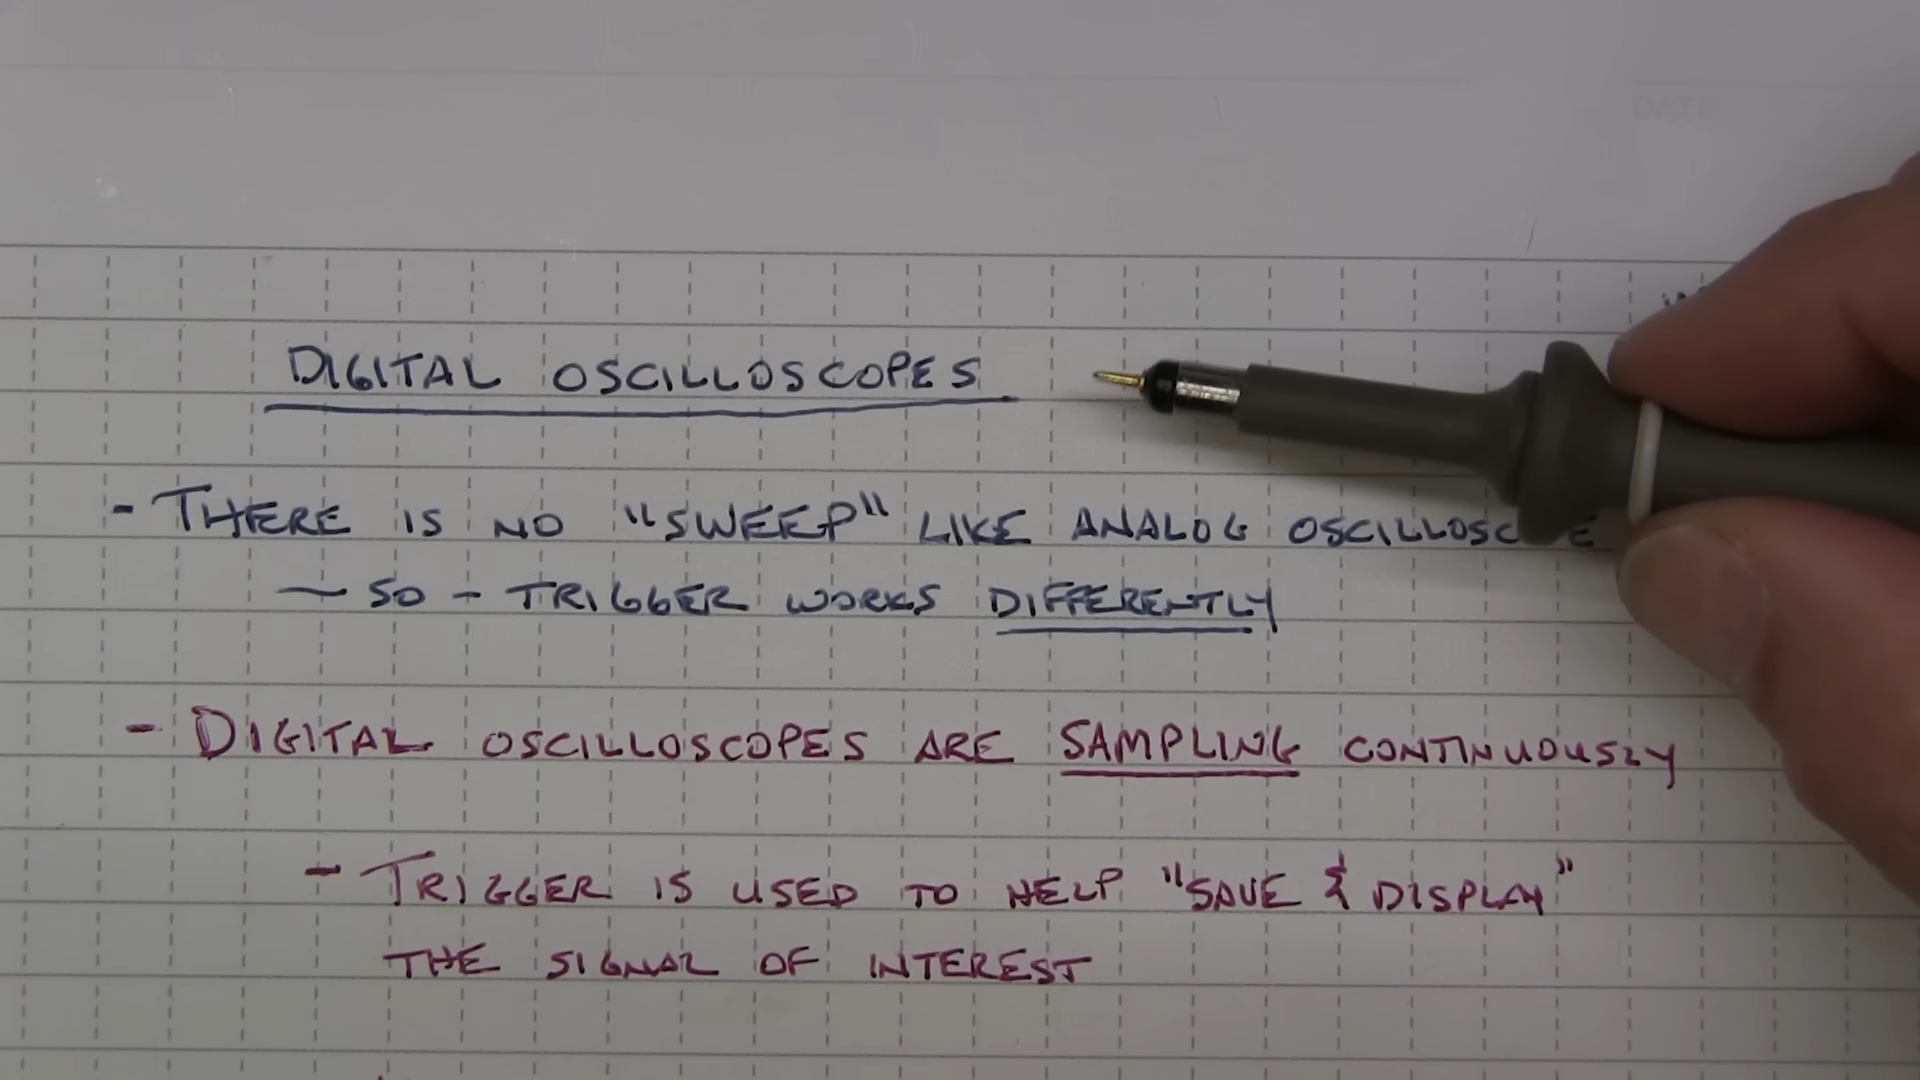 DATE
DIGITAL OSCILLOSCOPES
- THERE IS NO "SWEEP" LIKE ANALOG
~ SO - TRIGGER WORKS DIFFERENTLY
- DIGITAL OSCILLOSCOPES ARE SAMPLING CONTINUOUSLY
- TRIGGER IS USED TO HELP "SAVE & DISPLAY"
THE SIGNAL OF INTEREST